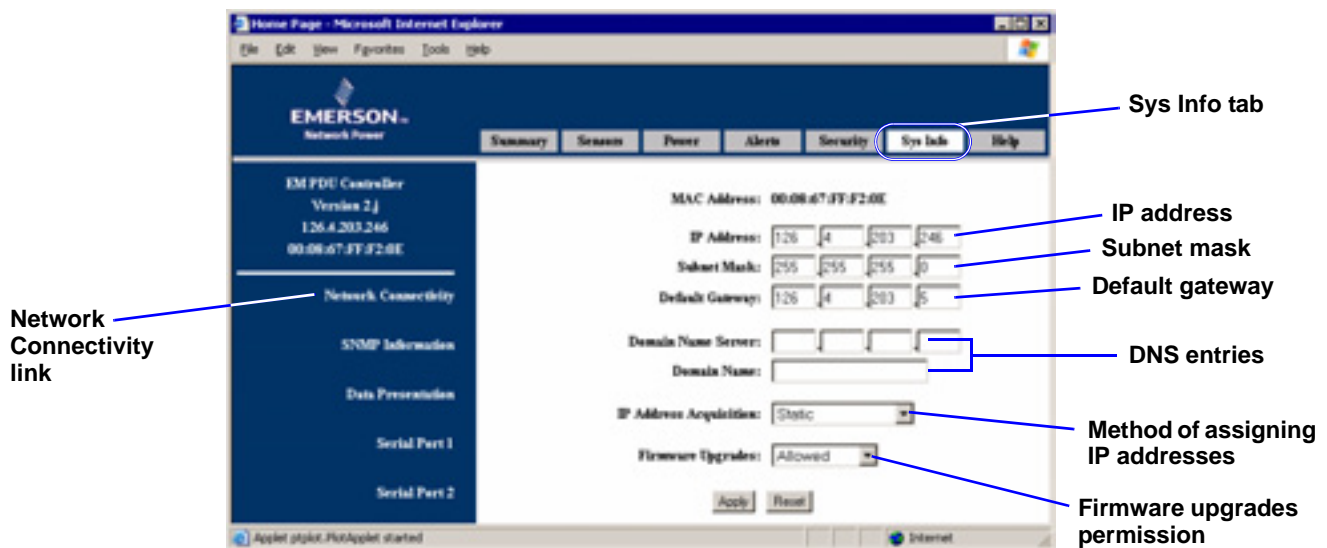 Home Page - Microsoft Internet Explorer
File Edit View Favorites Tools Help
EMERSON™
Network Power
Summary Sensors Power Alerts Security Sys Info Help
EM PDU Controller
Version 2.j
126.4.203.246
00:08:67:FF:F2:0E
Network Connectivity
SNMP Information
Data Presentation
Serial Port 1
Serial Port 2
MAC Address: 00:08:67:FF:F2:0E
IP Address: 126 . 4 . 203 . 246
Subnet Mask: 255 . 255 . 255 . 0
Default Gateway: 126 . 4 . 203 . 5
Domain Name Server: . . .
Domain Name:
IP Address Acquisition: Static
Firmware Upgrades: Allowed
Apply Reset
Applet ptplot.PlotApplet started
Internet
Network
Connectivity
link
Sys Info tab
IP address
Subnet mask
Default gateway
DNS entries
Method of assigning
IP addresses
Firmware upgrades
permission